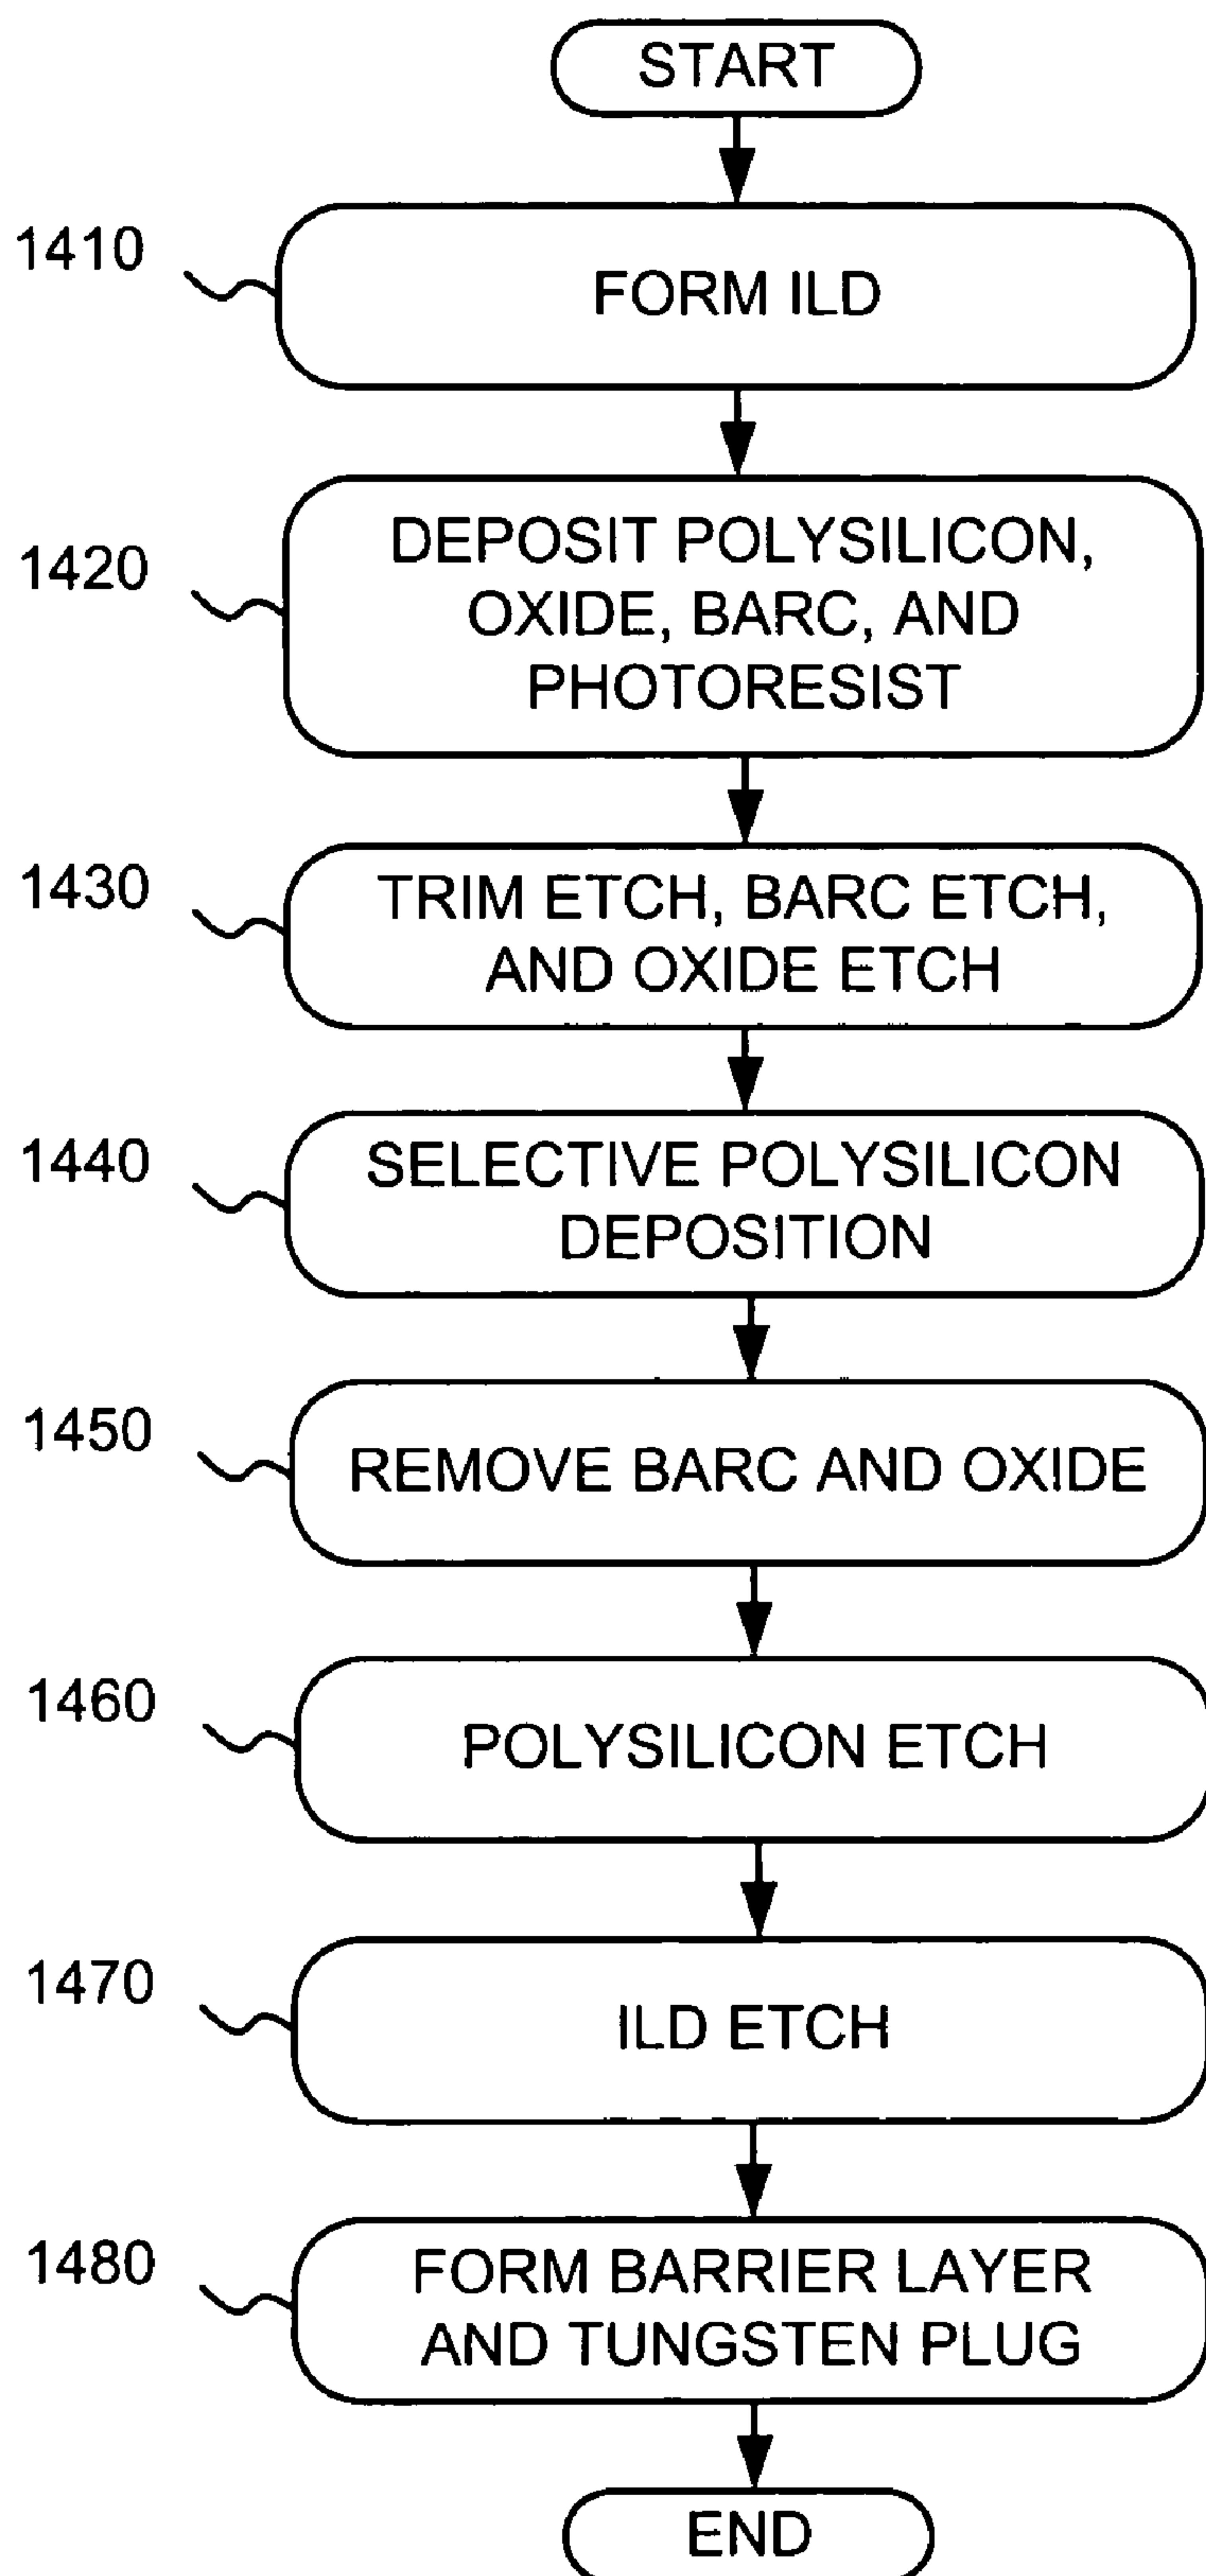 START
1410
FORM ILD
1420
DEPOSIT POLYSILICON,
OXIDE, BARC, AND
PHOTORESIST
1430
TRIM ETCH, BARC ETCH,
AND OXIDE ETCH
1440
SELECTIVE POLYSILICON
DEPOSITION
1450
REMOVE BARC AND OXIDE
1460
POLYSILICON ETCH
1470
ILD ETCH
1480
FORM BARRIER LAYER
AND TUNGSTEN PLUG
END